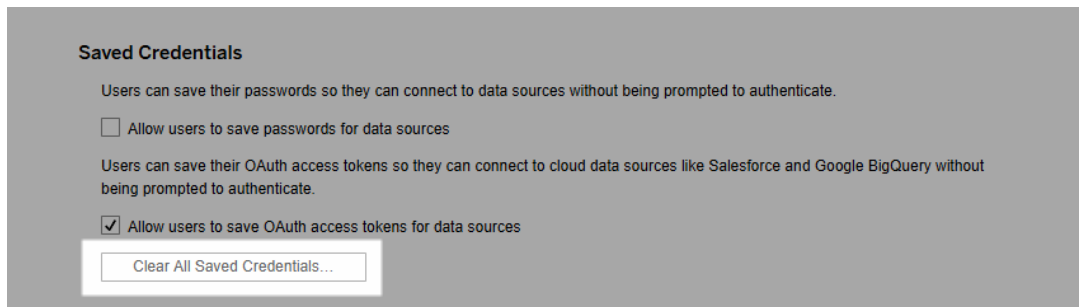 Saved Credentials
Users can save their passwords so they can connect to data sources without being prompted to authenticate.
Allow users to save passwords for data sources
Users can save their OAuth access tokens so they can connect to cloud data sources like Salesforce and Google BigQuery without
being prompted to authenticate.
Allow users to save OAuth access tokens for data sources
Clear All Saved Credentials...